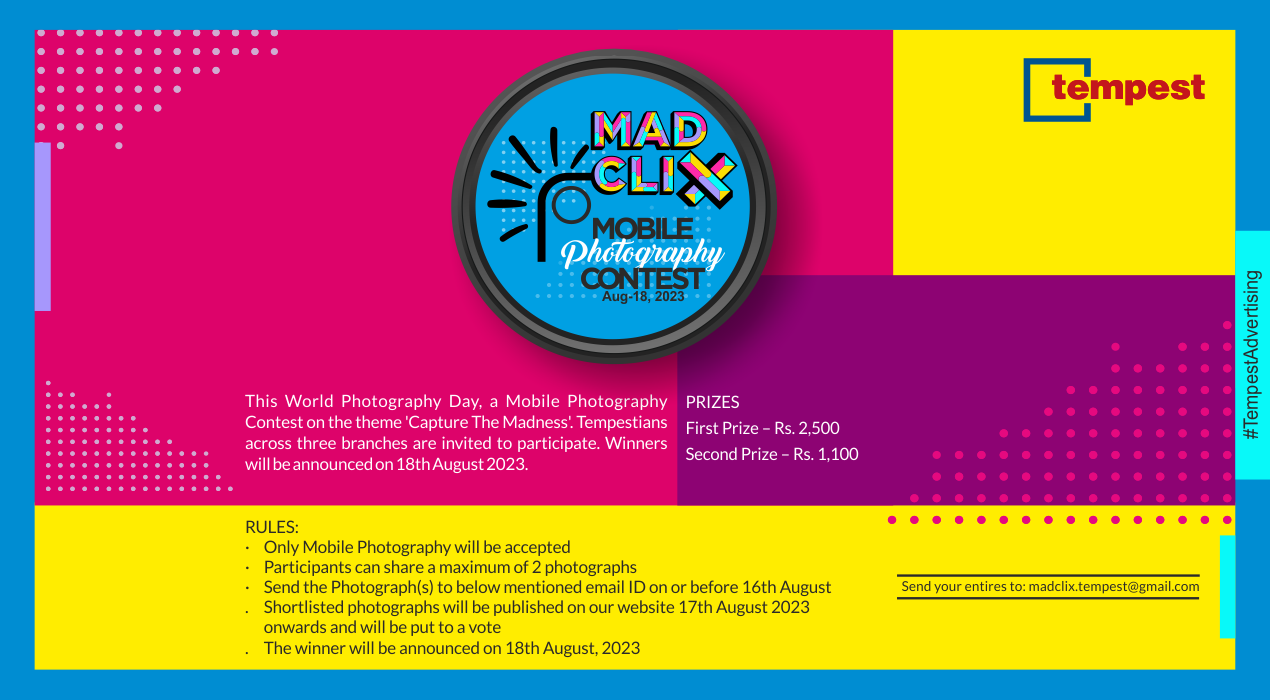 tempest
MAD
CLIX
MOBILE
Photography
CONTEST
Aug-18, 2023
#TempestAdvertising
This World Photography Day, a Mobile Photography
Contest on the theme 'Capture The Madness'. Tempestians
across three branches are invited to participate. Winners
will be announced on 18th August 2023.
PRIZES
First Prize – Rs. 2,500
Second Prize – Rs. 1,100
RULES:
· Only Mobile Photography will be accepted
· Participants can share a maximum of 2 photographs
· Send the Photograph(s) to below mentioned email ID on or before 16th August
. Shortlisted photographs will be published on our website 17th August 2023
onwards and will be put to a vote
. The winner will be announced on 18th August, 2023
Send your entires to: madclix.tempest@gmail.com